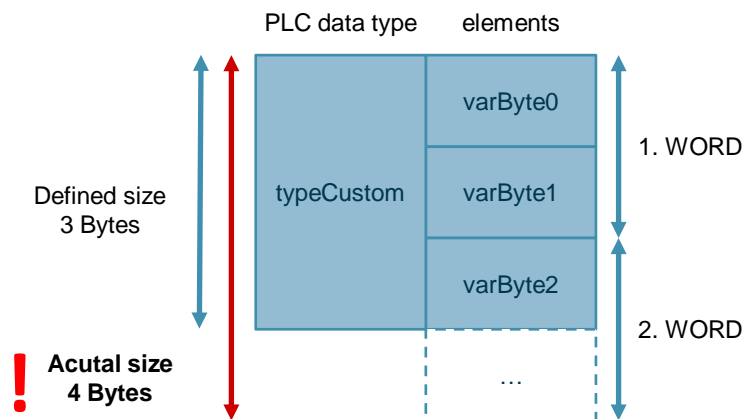 PLC data type elements
varByte0
1. WORD
Defined size
3 Bytes
typeCustom
varByte1
varByte2
2. WORD
! Acutal size
4 Bytes
...